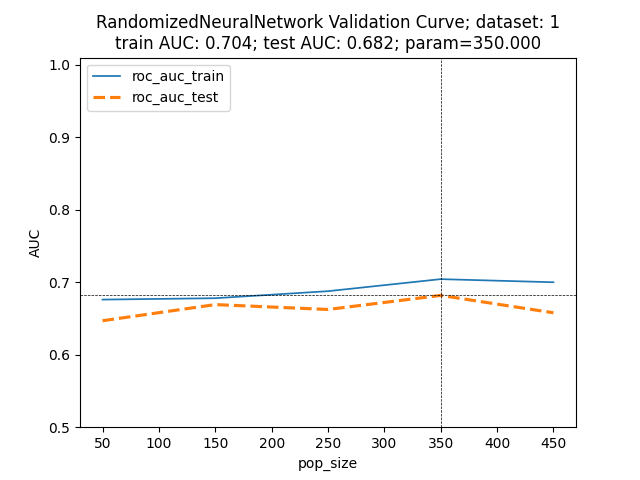 RandomizedNeuralNetwork Validation Curve; dataset: 1
train AUC: 0.704; test AUC: 0.682; param=350.000
roc_auc_train
roc_auc_test
1.0
0.9
0.8
0.7
0.6
0.5
AUC
50 100 150 200 250 300 350 400 450
pop_size